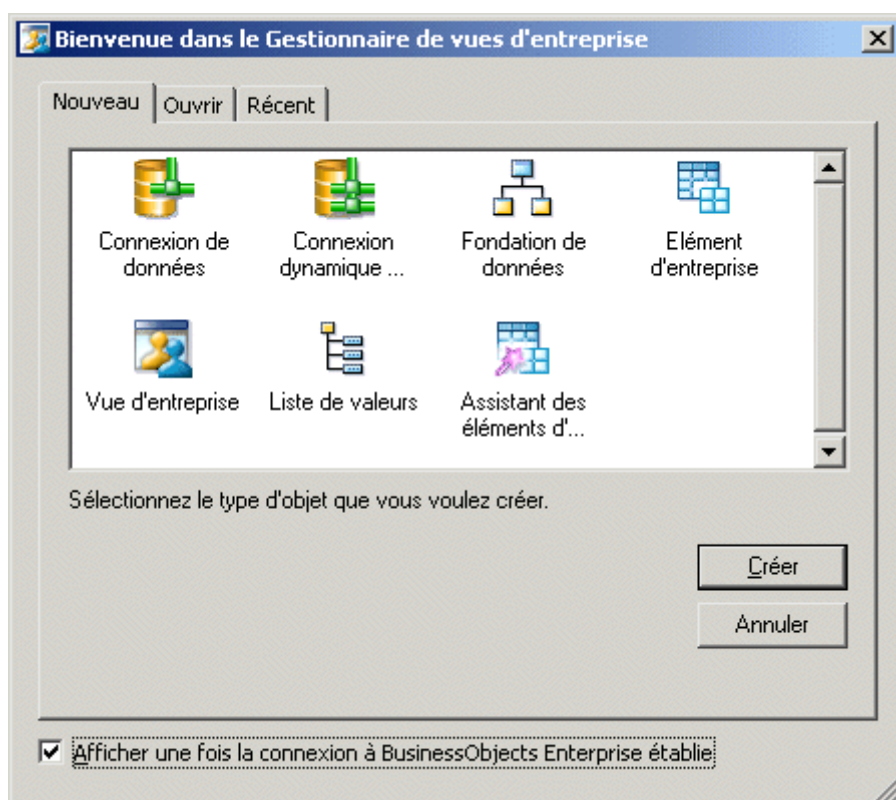 Bienvenue dans le Gestionnaire de vues d'entreprise
Nouveau
Ouvrir
Récent
Connexion de
données
Connexion
dynamique ...
Fondation de
données
Elément
d'entreprise
Vue d'entreprise
Liste de valeurs
Assistant des
éléments d'...
Sélectionnez le type d'objet que vous voulez créer.
Créer
Annuler
Afficher une fois la connexion à BusinessObjects Enterprise établie